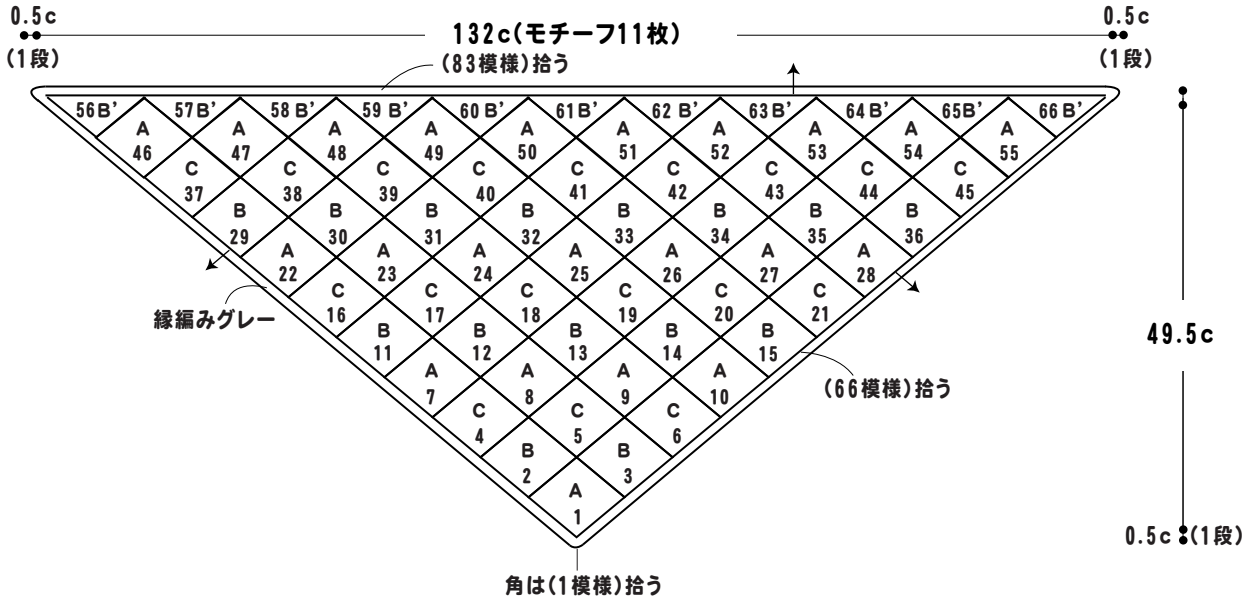 0.5c
132c(モチーフ11枚)
0.5c
(1段)
(83模様)拾う
(1段)
56B’ 57B’ 58 B’ 59 B’ 60 B’ 61B’ 62 B’ 63B’ 64B’ 65B’ 66 B’
A A A A A A A A A A
46 47 48 49 50 51 52 53 54 55
C C C C C C C C C
37 38 39 40 41 42 43 44 45
B B B B B B B B
29 30 31 32 33 34 35 36
A A A A A A A
22 23 24 25 26 27 28
C C C C C C
16 17 18 19 20 21
縁編みグレー
49.5c
B B B B B
11 12 13 14 15
A A A A
7 8 9 10
(66模様)拾う
C C C
4 5 6
B B
2 3
A
1
0.5c (1段)
角は(1模様)拾う